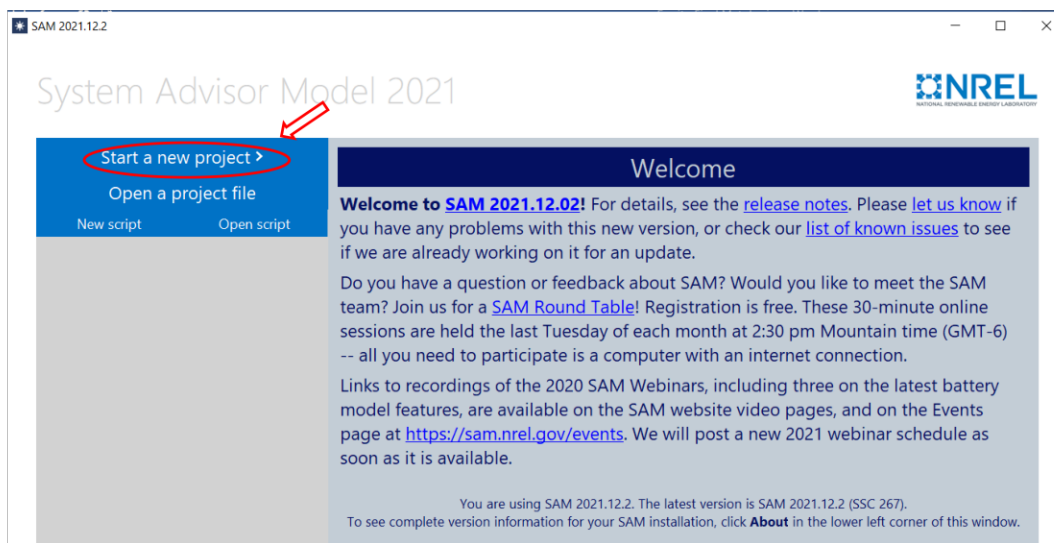 SAM 2021.12.2
System Advisor Model 2021
NREL
NATIONAL RENEWABLE ENERGY LABORATORY
Start a new project >
Open a project file
New script Open script
Welcome
Welcome to SAM 2021.12.02! For details, see the release notes. Please let us know if
you have any problems with this new version, or check our list of known issues to see
if we are already working on it for an update.
Do you have a question or feedback about SAM? Would you like to meet the SAM
team? Join us for a SAM Round Table! Registration is free. These 30-minute online
sessions are held the last Tuesday of each month at 2:30 pm Mountain time (GMT-6)
-- all you need to participate is a computer with an internet connection.
Links to recordings of the 2020 SAM Webinars, including three on the latest battery
model features, are available on the SAM website video pages, and on the Events
page at https://sam.nrel.gov/events. We will post a new 2021 webinar schedule as
soon as it is available.
You are using SAM 2021.12.2. The latest version is SAM 2021.12.2 (SSC 267).
To see complete version information for your SAM installation, click About in the lower left corner of this window.